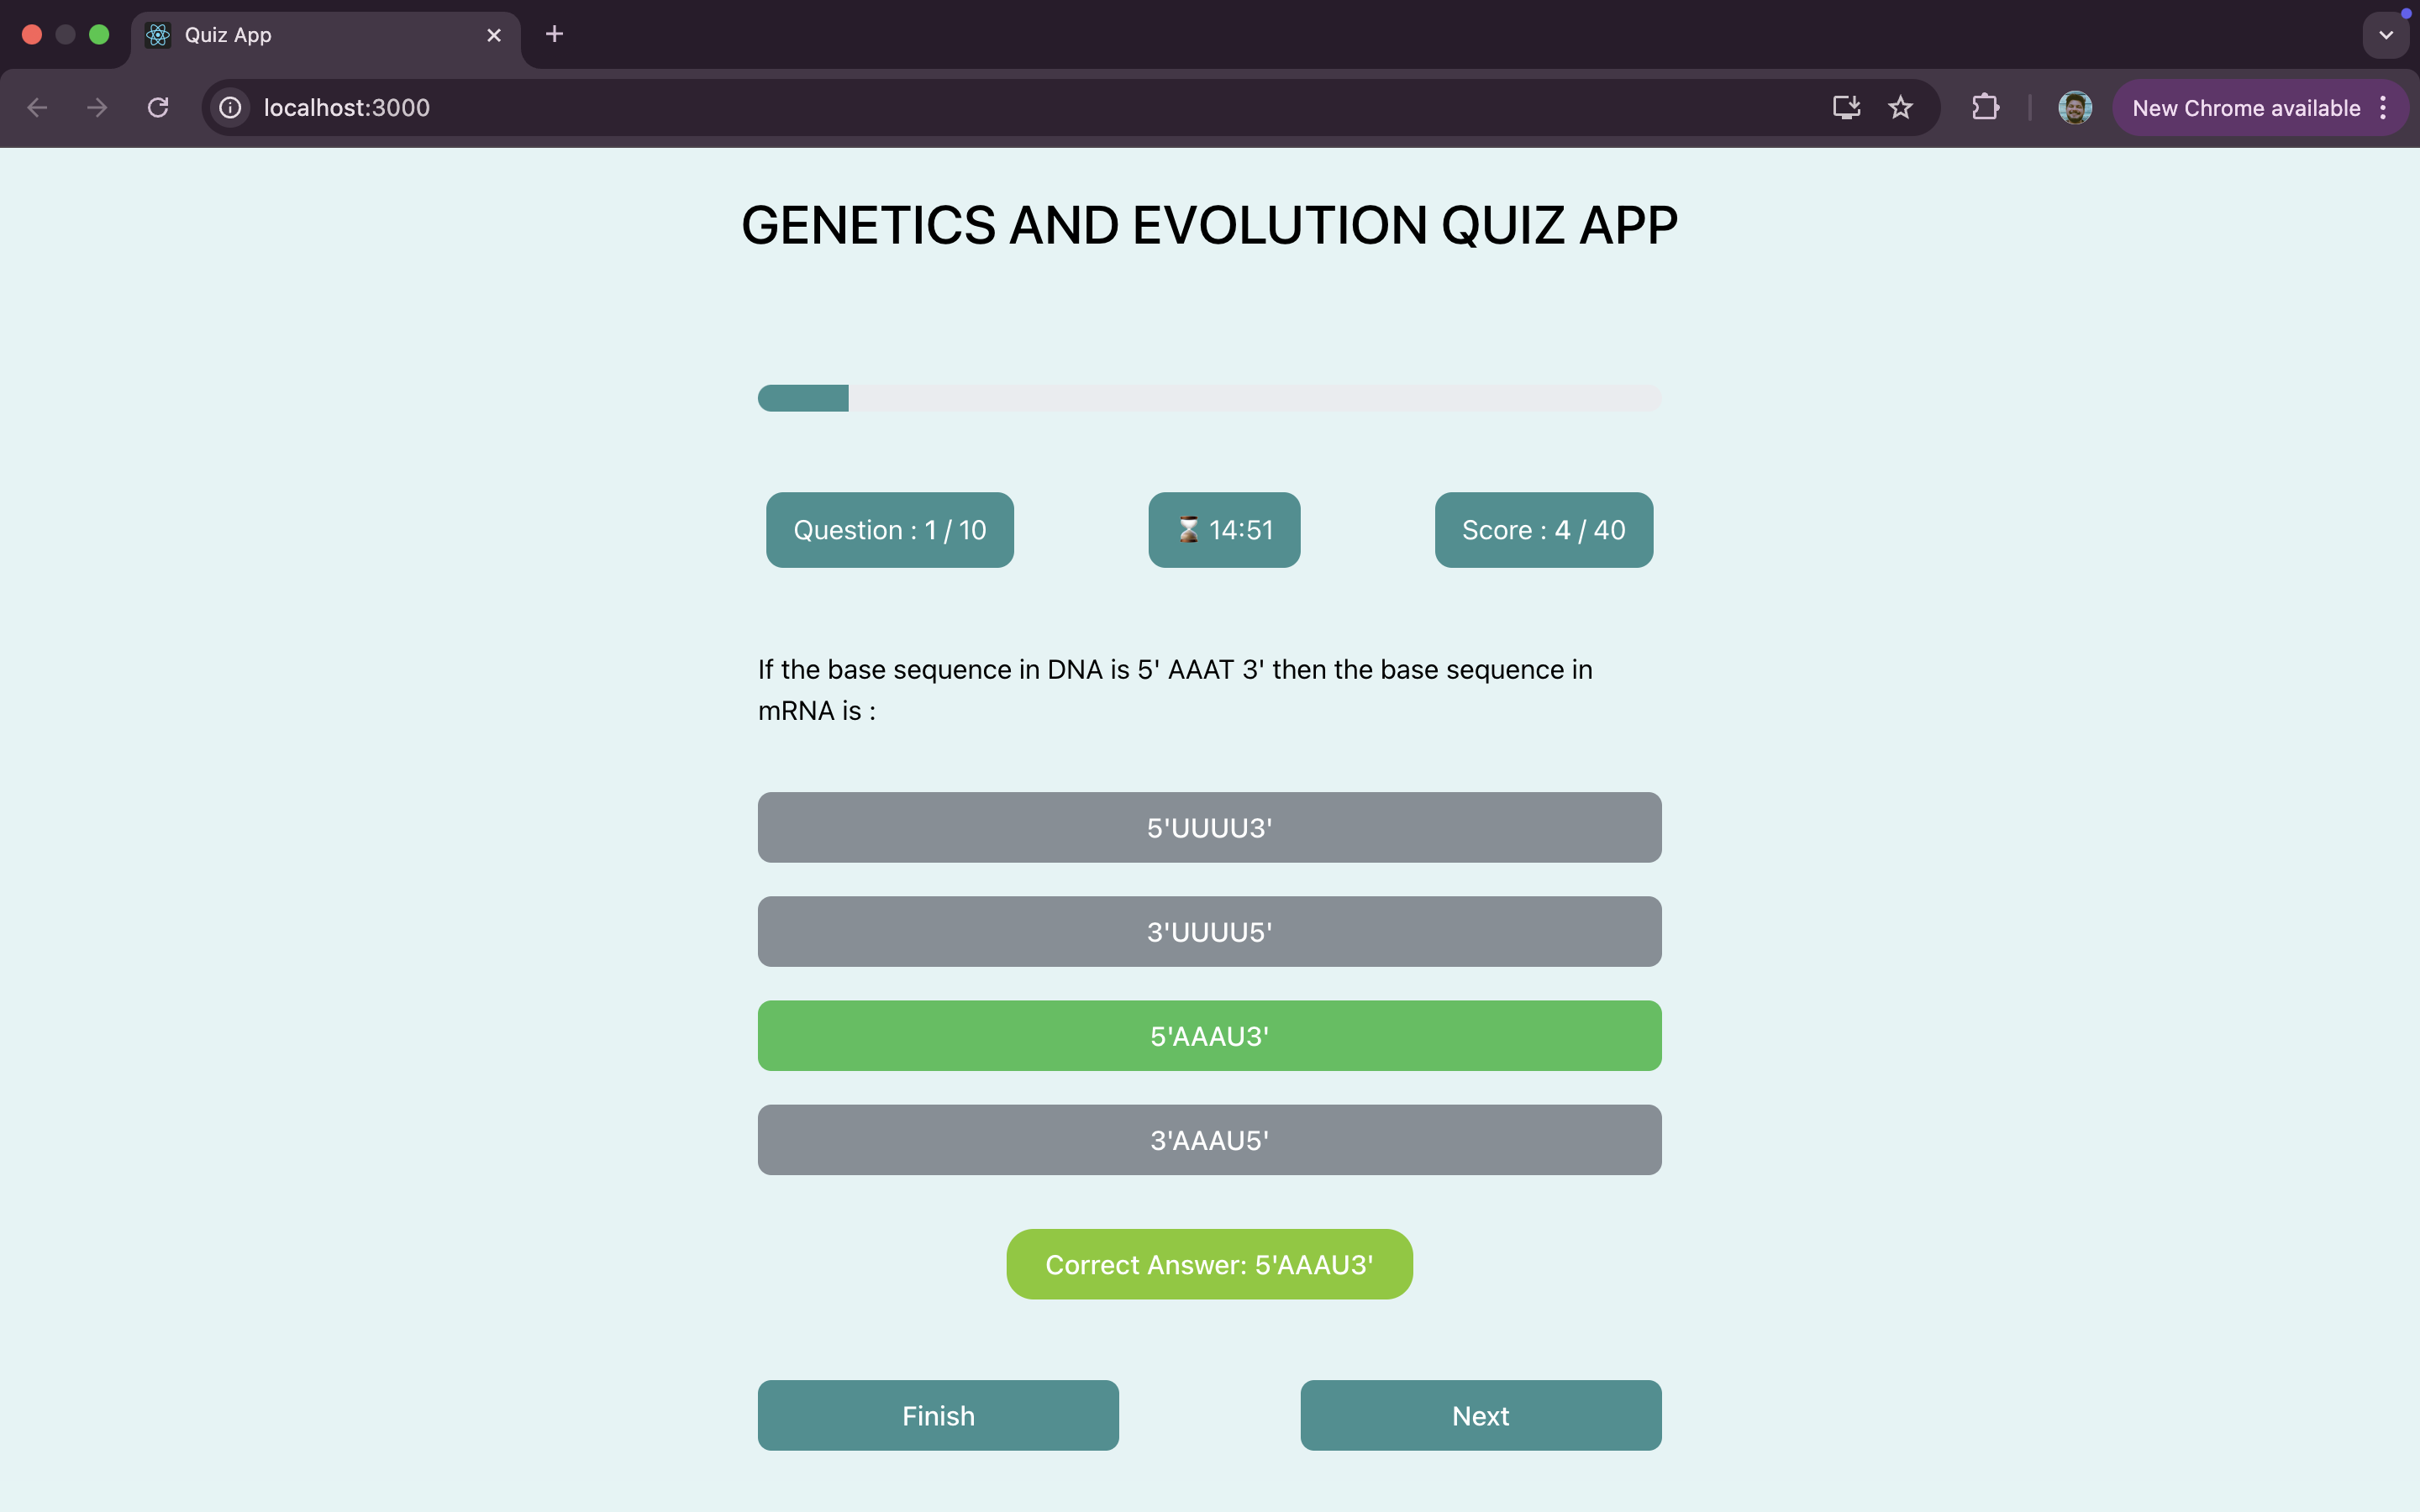 Quiz App
localhost:3000
New Chrome available
GENETICS AND EVOLUTION QUIZ APP
Question : 1 / 10
⌛ 14:51
Score : 4 / 40
If the base sequence in DNA is 5' AAAT 3' then the base sequence in
mRNA is :
5'UUUU3'
3'UUUU5'
5'AAAU3'
3'AAAU5'
Correct Answer: 5'AAAU3'
Finish
Next